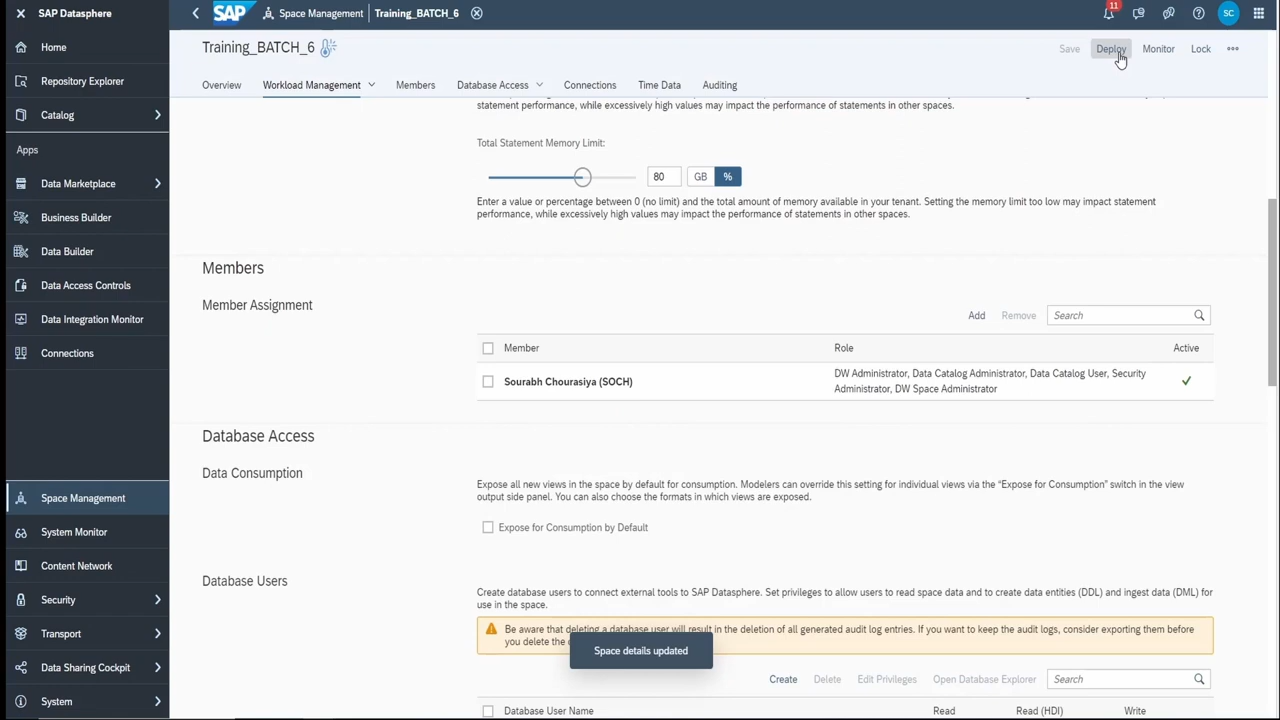 SAP Datasphere
SAP
Space Management
Training_BATCH_6
11
SC
Home
Repository Explorer
Catalog
Apps
Data Marketplace
Business Builder
Data Builder
Data Access Controls
Data Integration Monitor
Connections
Space Management
System Monitor
Content Network
Security
Transport
Data Sharing Cockpit
System
Training_BATCH_6
Save
Deploy
Monitor
Lock
Overview
Workload Management
Members
Database Access
Connections
Time Data
Auditing
statement performance, while excessively high values may impact the performance of statements in other spaces.
Total Statement Memory Limit:
80
GB
%
Enter a value or percentage between 0 (no limit) and the total amount of memory available in your tenant. Setting the memory limit too low may impact statement
performance, while excessively high values may impact the performance of statements in other spaces.
Members
Member Assignment
Add
Remove
Search
Member
Role
Active
Sourabh Chourasiya (SOCH)
DW Administrator, Data Catalog Administrator, Data Catalog User, Security
Administrator, DW Space Administrator
Database Access
Data Consumption
Expose all new views in the space by default for consumption. Modelers can override this setting for individual views via the "Expose for Consumption" switch in the view
output side panel. You can also choose the formats in which views are exposed.
Expose for Consumption by Default
Database Users
Create database users to connect external tools to SAP Datasphere. Set privileges to allow users to read space data and to create data entities (DDL) and ingest data (DML) for
use in the space.
Be aware that deleting a database user will result in the deletion of all generated audit log entries. If you want to keep the audit logs, consider exporting them before
you delete the
Space details updated
Create
Delete
Edit Privileges
Open Database Explorer
Search
Database User Name
Read
Read (HDI)
Write